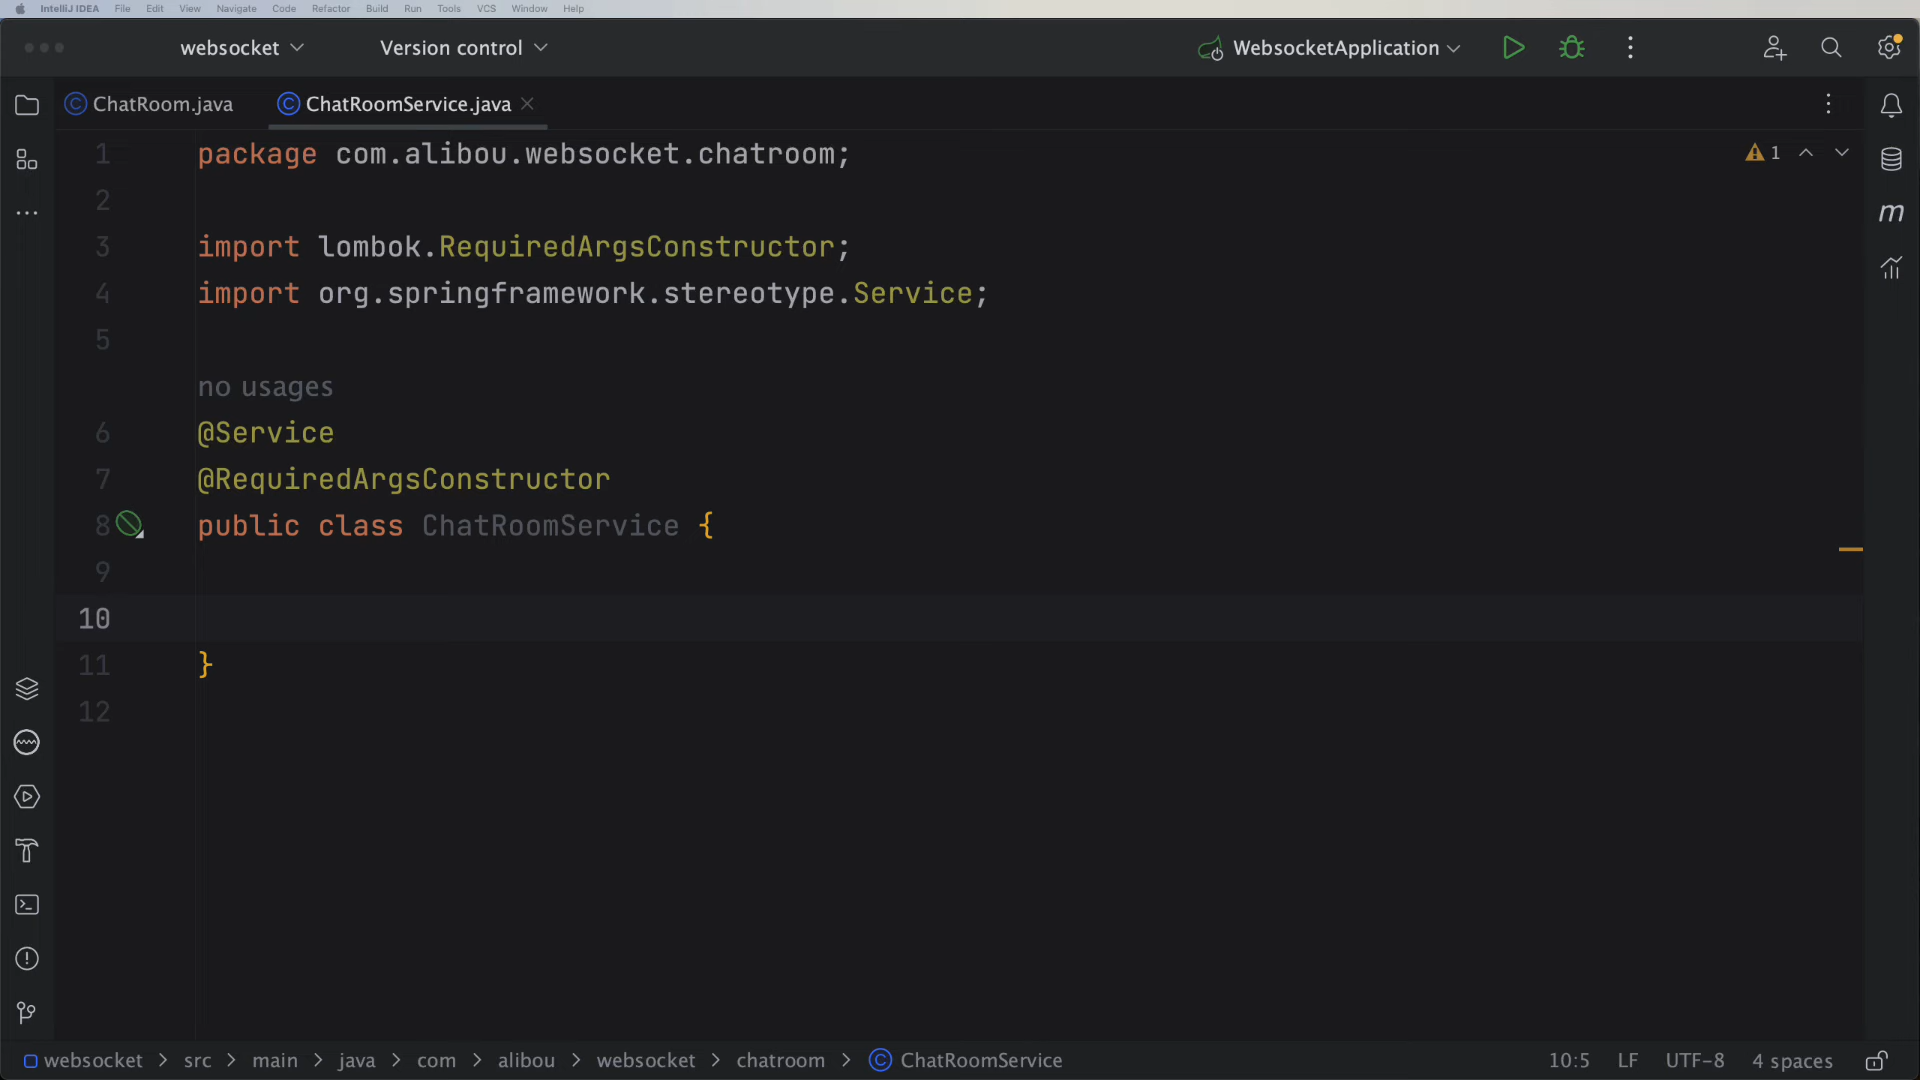 IntelliJ IDEA File Edit View Navigate Code Refactor Build Run Tools VCS Window Help
websocket Version control WebsocketApplication
ChatRoom.java ChatRoomService.java
1 package com.alibou.websocket.chatroom; 1
2
3 import lombok.RequiredArgsConstructor;
4 import org.springframework.stereotype.Service;
5
no usages
6 @Service
7 @RequiredArgsConstructor
8 public class ChatRoomService {
9
10
11 }
12
websocket > src > main > java > com > alibou > websocket > chatroom > ChatRoomService 10:5 LF UTF-8 4 spaces